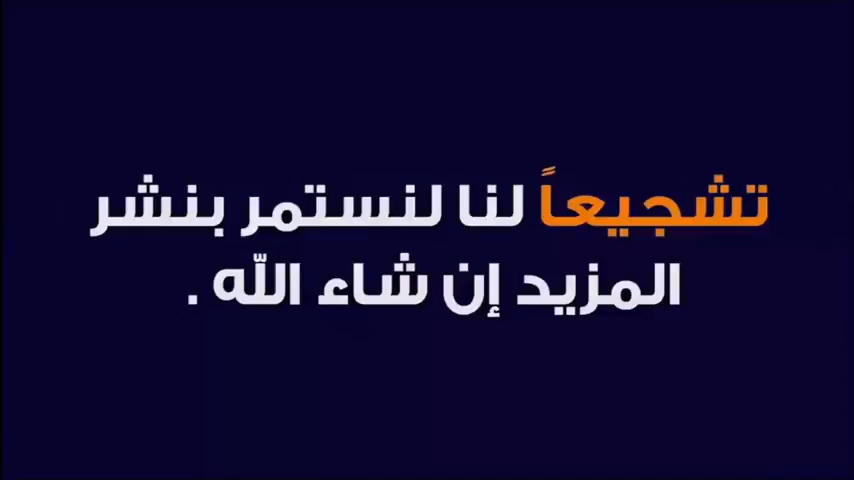 تشجيعاً لنا لنستمر بنشر
المزيد إن شاء الله .